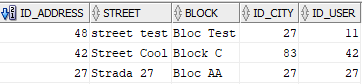 ID_ADDRESS STREET BLOCK ID_CITY ID_USER
48 street test Bloc Test 27 11
42 Street Cool Block C 83 42
27 Strada 27 Bloc AA 27 27